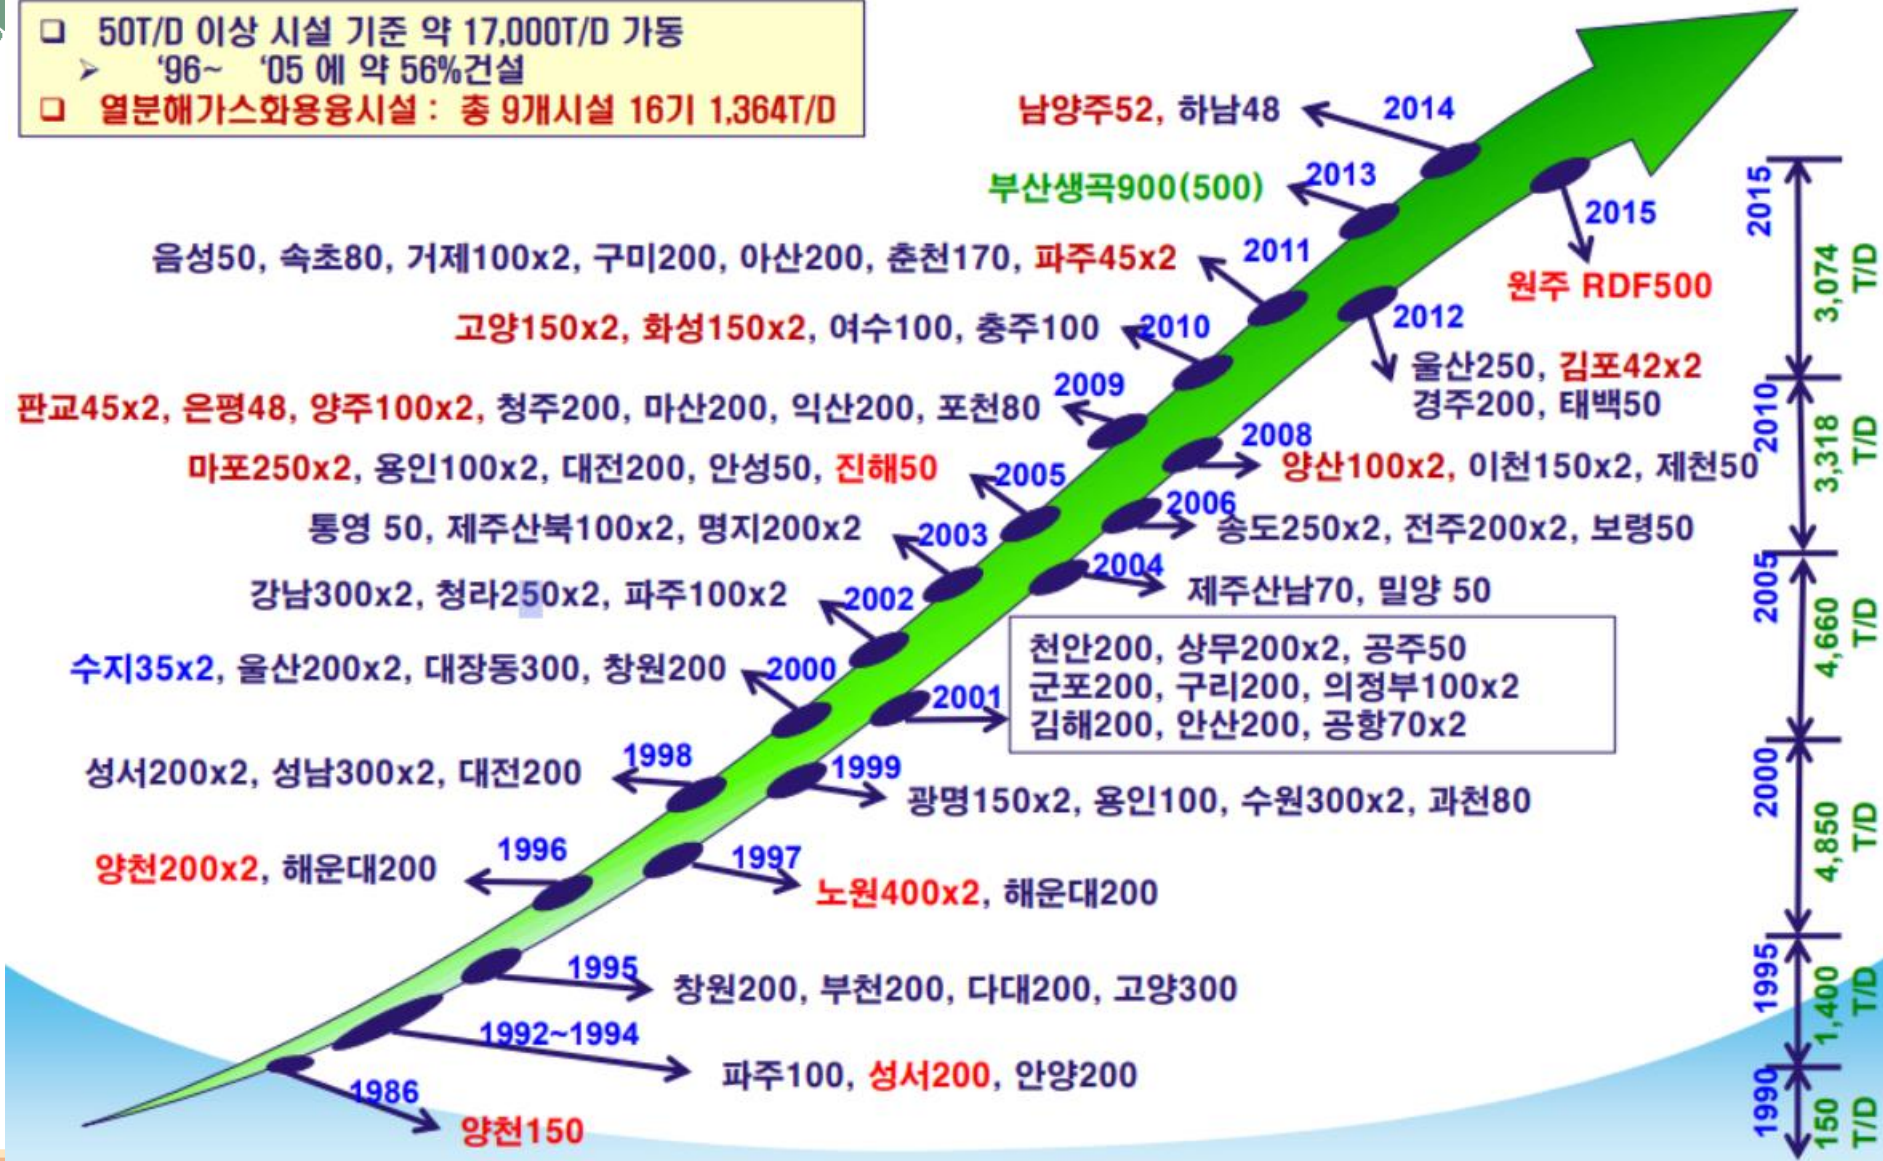 ❑ 50T/D 이상 시설 기준 약 17,000T/D 가동
➢ ‘96~ ‘05 에 약 56%건설
❑ 열분해가스화용융시설 : 총 9개시설 16기 1,364T/D
남양주52, 하남48
2014
부산생곡900(500)
2013
2015
원주 RDF500
음성50, 속초80, 거제100x2, 구미200, 아산200, 춘천170, 파주45x2
2011
고양150x2, 화성150x2, 여수100, 충주100
2010
2012
울산250, 김포42x2
경주200, 태백50
판교45x2, 은평48, 양주100x2, 청주200, 마산200, 익산200, 포천80
2009
2008
양산100x2, 이천150x2, 제천50
마포250x2, 용인100x2, 대전200, 안성50, 진해50
2005
2006
송도250x2, 전주200x2, 보령50
통영 50, 제주산북100x2, 명지200x2
2003
2004
제주산남70, 밀양 50
강남300x2, 청라250x2, 파주100x2
2002
천안200, 상무200x2, 공주50
군포200, 구리200, 의정부100x2
김해200, 안산200, 공항70x2
2001
수지35x2, 울산200x2, 대장동300, 창원200
2000
성서200x2, 성남300x2, 대전200
1998
1999
광명150x2, 용인100, 수원300x2, 과천80
양천200x2, 해운대200
1996
1997
노원400x2, 해운대200
1995
창원200, 부천200, 다대200, 고양300
1992~1994
파주100, 성서200, 안양200
1986
양천150
2015
3,074
T/D
2010
3,318
T/D
2005
4,660
T/D
2000
4,850
T/D
1995
1,400
T/D
1990
150
T/D